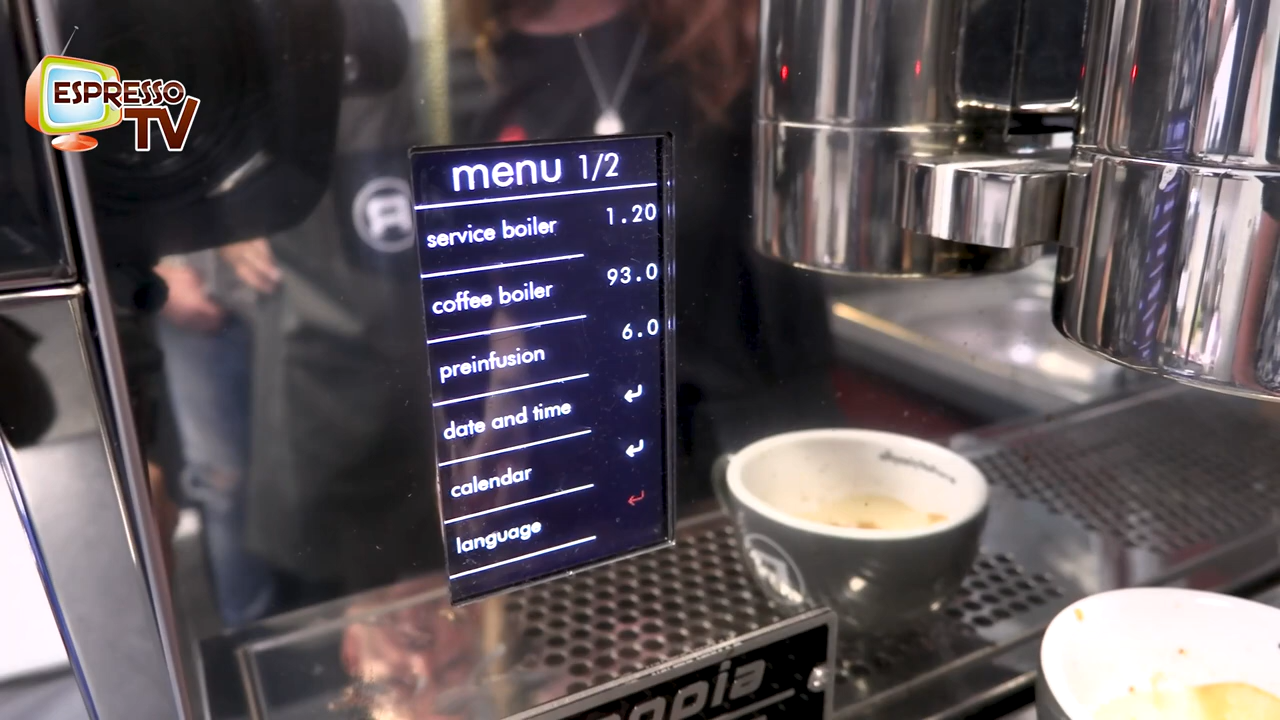 ESPRESSO
TV
menu 1/2
service boiler 1.20
coffee boiler 93.0
preinfusion 6.0
date and time
calendar
language